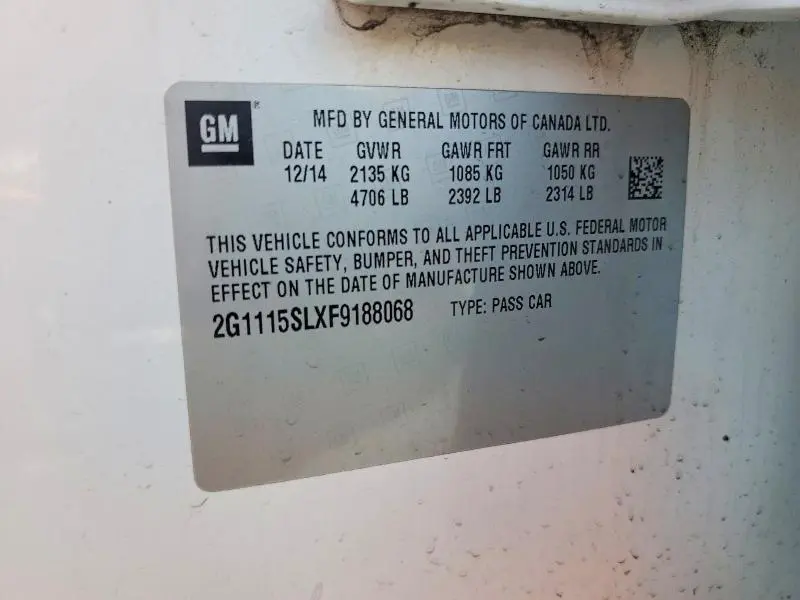 GM ® MFD BY GENERAL MOTORS OF CANADA LTD.
DATE GVWR GAWR FRT GAWR RR
12/14 2135 KG 1085 KG 1050 KG
4706 LB 2392 LB 2314 LB
THIS VEHICLE CONFORMS TO ALL APPLICABLE U.S. FEDERAL MOTOR
VEHICLE SAFETY, BUMPER, AND THEFT PREVENTION STANDARDS IN
EFFECT ON THE DATE OF MANUFACTURE SHOWN ABOVE.
2G1115SLXF9188068 TYPE: PASS CAR